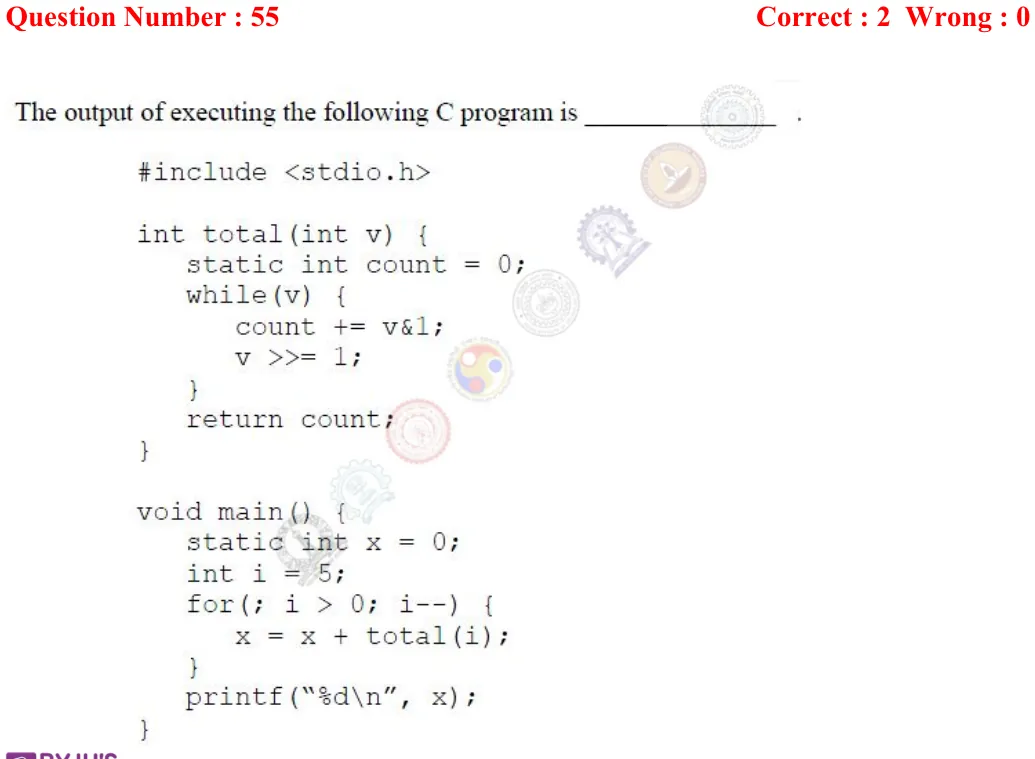 Question Number : 55 Correct : 2 Wrong : 0
The output of executing the following C program is ______________ .
#include <stdio.h>
int total(int v) {
static int count = 0;
while(v) {
count += v&1;
v >>= 1;
}
return count;
}
void main() {
static int x = 0;
int i = 5;
for(; i > 0; i--) {
x = x + total(i);
}
printf(“%d\n”, x);
}